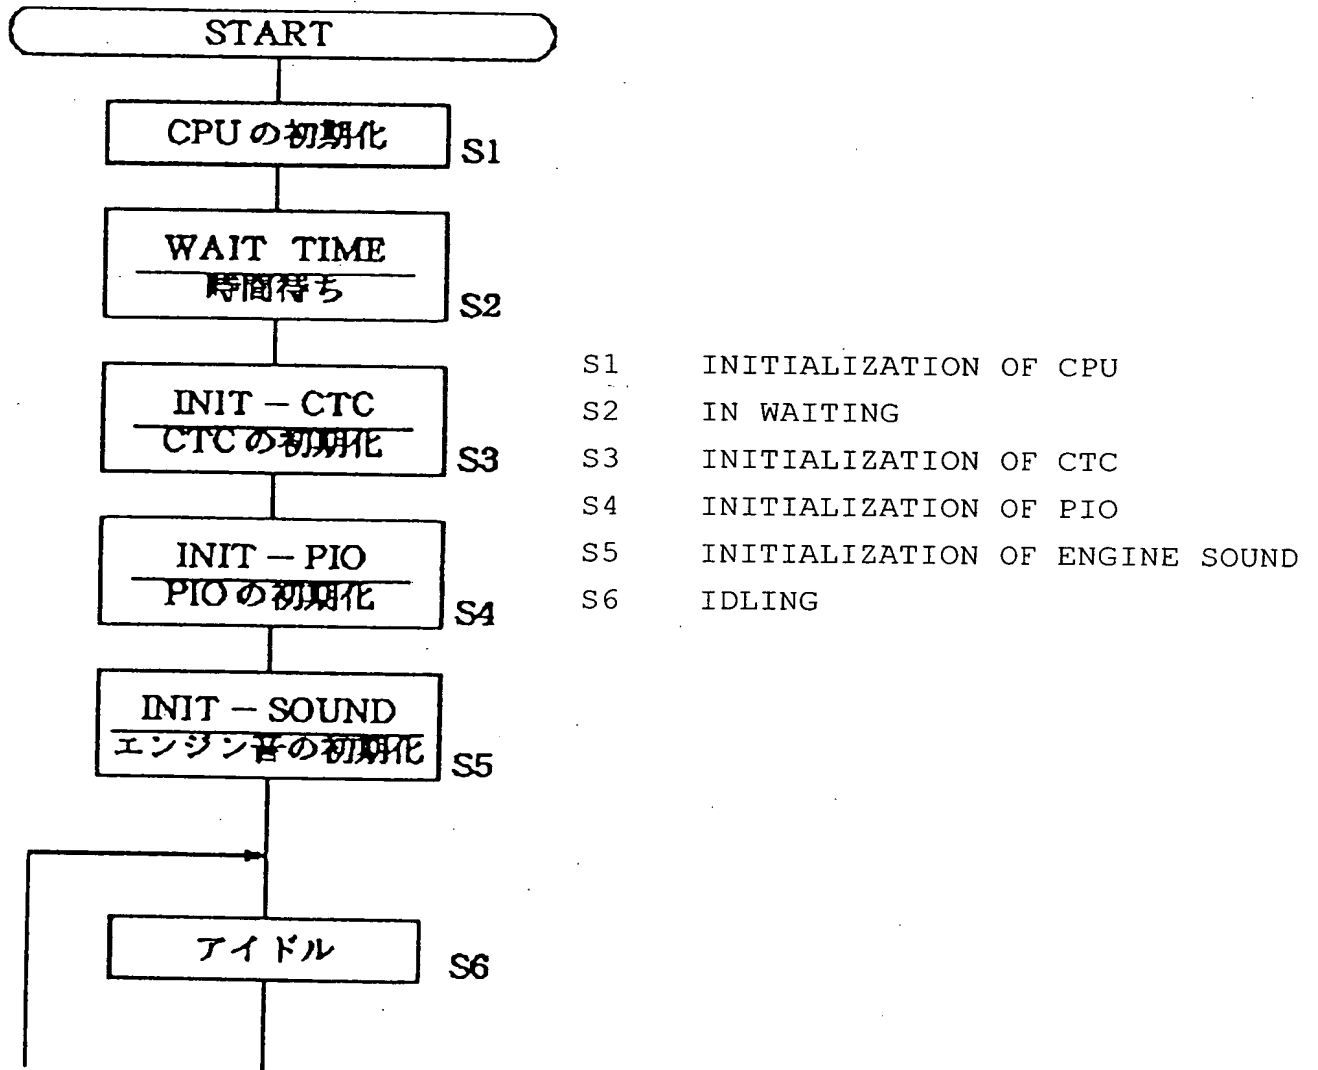 START
CPUの初期化
S1
WAIT TIME
時間待ち
S2
INIT－CTC
CTCの初期化
S3
INIT－PIO
PIOの初期化
S4
INIT－SOUND
エンジン音の初期化
S5
アイドル
S6
S1 INITIALIZATION OF CPU
S2 IN WAITING
S3 INITIALIZATION OF CTC
S4 INITIALIZATION OF PIO
S5 INITIALIZATION OF ENGINE SOUND
S6 IDLING